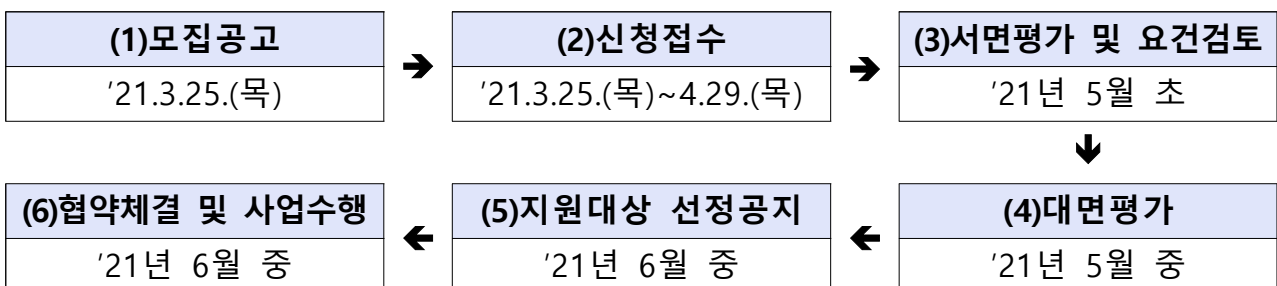 (1)모집공고
'21.3.25.(목)
➔
(2)신청접수
'21.3.25.(목)~4.29.(목)
➔
(3)서면평가 및 요건검토
'21년 5월 초
🡻
(4)대면평가
'21년 5월 중
🡸
(5)지원대상 선정공지
'21년 6월 중
🡸
(6)협약체결 및 사업수행
'21년 6월 중